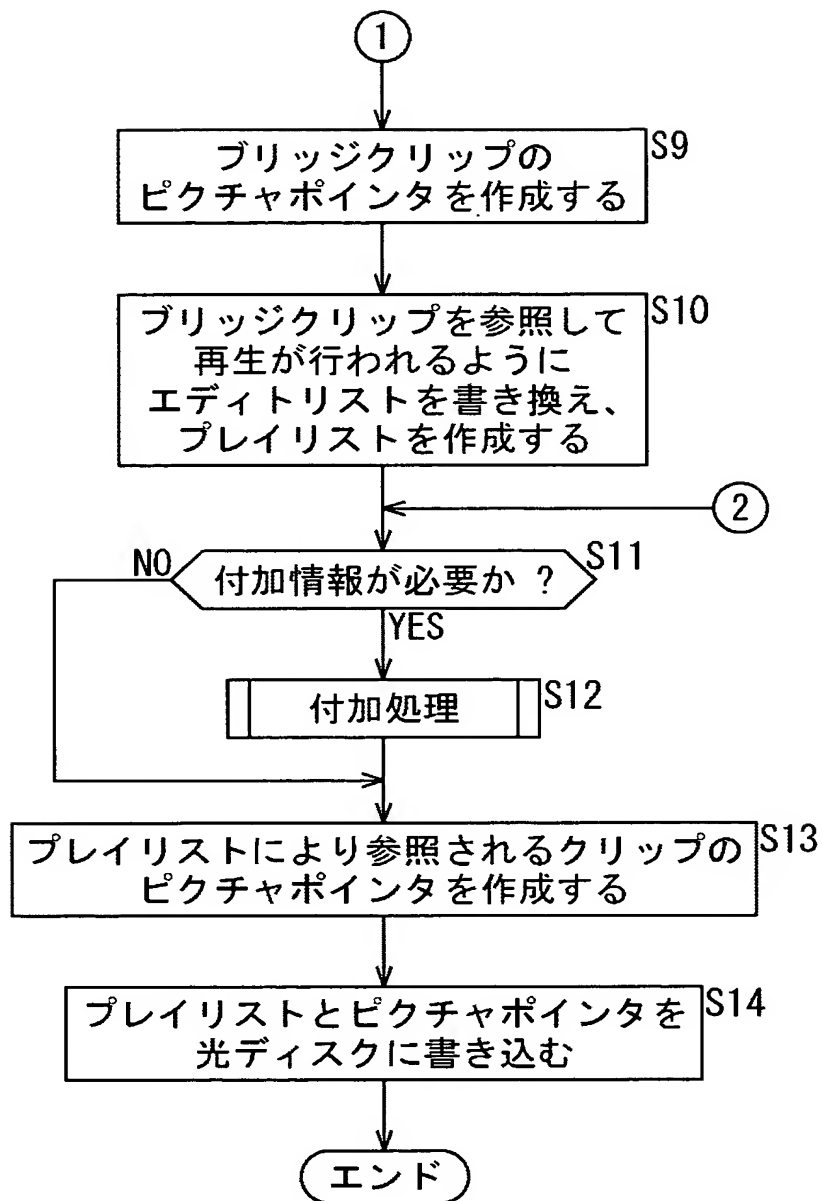 1
S9
ブリッジクリップの
ピクチャポインタを作成する
S10
ブリッジクリップを参照して
再生が行われるように
エディトリストを書き換え、
プレイリストを作成する
2
NO
付加情報が必要か ?
S11
YES
付加処理
S12
プレイリストにより参照されるクリップの
ピクチャポインタを作成する
S13
プレイリストとピクチャポインタを
光ディスクに書き込む
S14
エンド